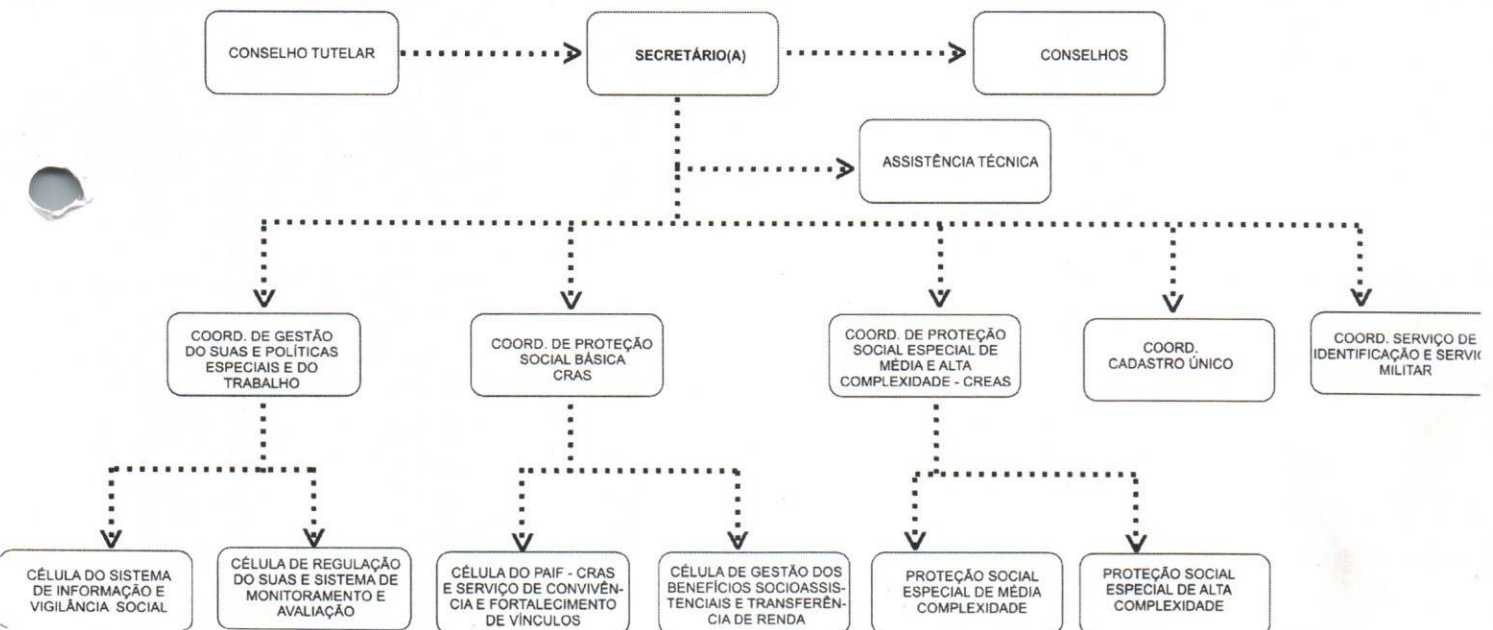 CONSELHO TUTELAR
SECRETÁRIO(A)
CONSELHOS
ASSISTÊNCIA TÉCNICA
COORD. DE GESTÃO
DO SUAS E POLÍTICAS
ESPECIAIS E DO
TRABALHO
COORD. DE PROTEÇÃO
SOCIAL BÁSICA
CRAS
COORD. DE PROTEÇÃO
SOCIAL ESPECIAL DE
MÉDIA E ALTA
COMPLEXIDADE - CREAS
COORD.
CADASTRO ÚNICO
COORD. SERVIÇO DE
IDENTIFICAÇÃO E
MILITAR
CÉLULA DO SISTEMA
DE INFORMAÇÃO E
VIGILÂNCIA SOCIAL
CÉLULA DE REGULAÇÃO
DO SUAS E SISTEMA DE
MONITORAMENTO E
AVALIAÇÃO
CÉLULA DO PAIF - CRAS
E SERVIÇO DE CONVIVÊN-
CIA E FORTALECIMENTO
DE VÍNCULOS
CÉLULA DE GESTÃO DOS
BENEFÍCIOS SOCIOASSIS-
TENCIAIS E TRANSFERÊN-
CIA DE RENDA
PROTEÇÃO SOCIAL
ESPECIAL DE MÉDIA
COMPLEXIDADE
PROTEÇÃO SOCIAL
ESPECIAL DE ALTA
COMPLEXIDADE